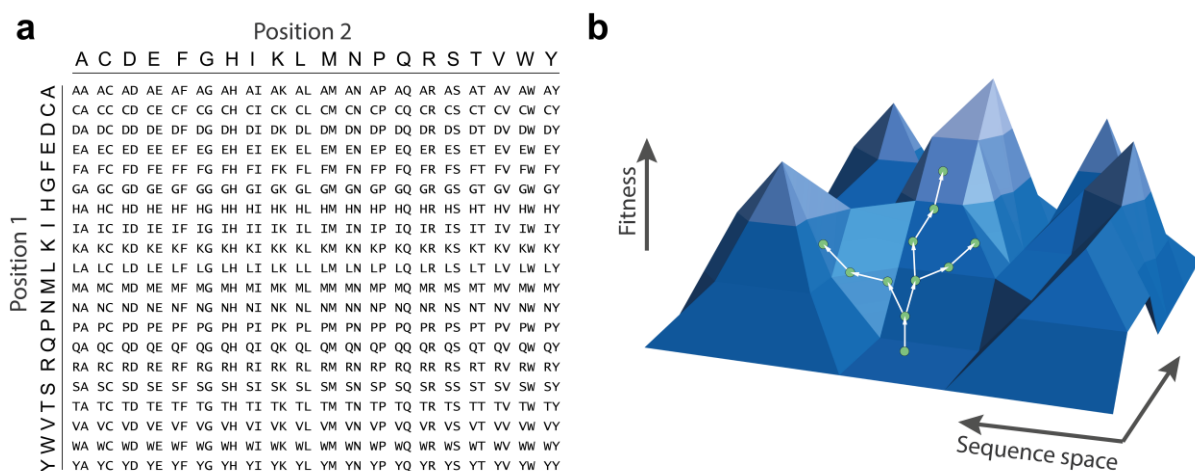 a
Position 2
A C D E F G H I K L M N P Q R S T V W Y
Position 1
A C D E F G H I K L M N P Q R S T V W Y
AA AC AD AE AF AG AH AI AK AL AM AN AP AQ AR AS AT AV AW AY
CA CC CD CE CF CG CH CI CK CL CM CN CP CQ CR CS CT CV CW CY
DA DC DD DE DF DG DH DI DK DL DM DN DP DQ DR DS DT DV DW DY
EA EC ED EE EF EG EH EI EK EL EM EN EP EQ ER ES ET EV EW EY
FA FC FD FE FF FG FH FI FK FL FM FN FP FQ FR FS FT FV FW FY
GA GC GD GE GF GG GH GI GK GL GM GN GP GQ GR GS GT GV GW GY
HA HC HD HE HF HG HH HI HK HL HM HN HP HQ HR HS HT HV HW HY
IA IC ID IE IF IG IH II IK IL IM IN IP IQ IR IS IT IV IW IY
KA KC KD KE KF KG KH KI KK KL KM KN KP KQ KR KS KT KV KW KY
LA LC LD LE LF LG LH LI LK LL LM LN LP LQ LR LS LT LV LW LY
MA MC MD ME MF MG MH MI MK ML MM MN MP MQ MR MS MT MV MW MY
NA NC ND NE NF NG NH NI NK NL NM NN NP NQ NR NS NT NV NW NY
PA PC PD PE PF PG PH PI PK PL PM PN PP PQ PR PS PT PV PW PY
QA QC QD QE QF QG QH QI QK QL QM QN QP QQ QR QS QT QV QW QY
RA RC RD RE RF RG RH RI RK RL RM RN RP RQ RR RS RT RV RW RY
SA SC SD SE SF SG SH SI SK SL SM SN SP SQ SR SS ST SV SW SY
TA TC TD TE TF TG TH TI TK TL TM TN TP TQ TR TS TT TV TW TY
VA VC VD VE VF VG VH VI VK VL VM VN VP VQ VR VS VT VV VW VY
WA WC WD WE WF WG WH WI WK WL WM WN WP WQ WR WS WT WV WW WY
YA YC YD YE YF YG YH YI YK YL YM YN YP YQ YR YS YT YV YW YY
b
Fitness
Sequence space